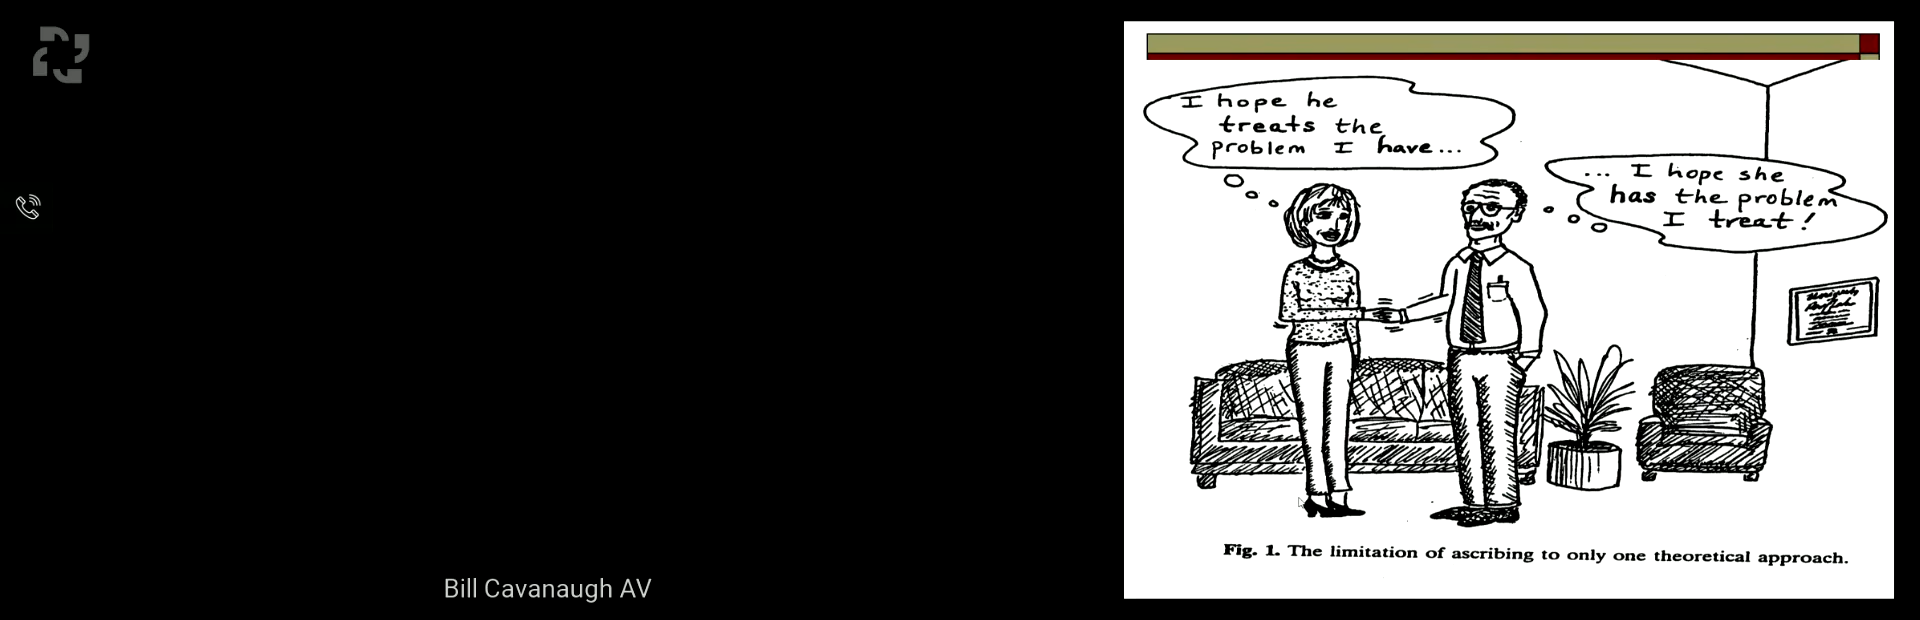 I hope he
treats the
problem I have...
... I hope she
has the problem
I treat!
Fig. 1. The limitation of ascribing to only one theoretical approach.
Bill Cavanaugh AV